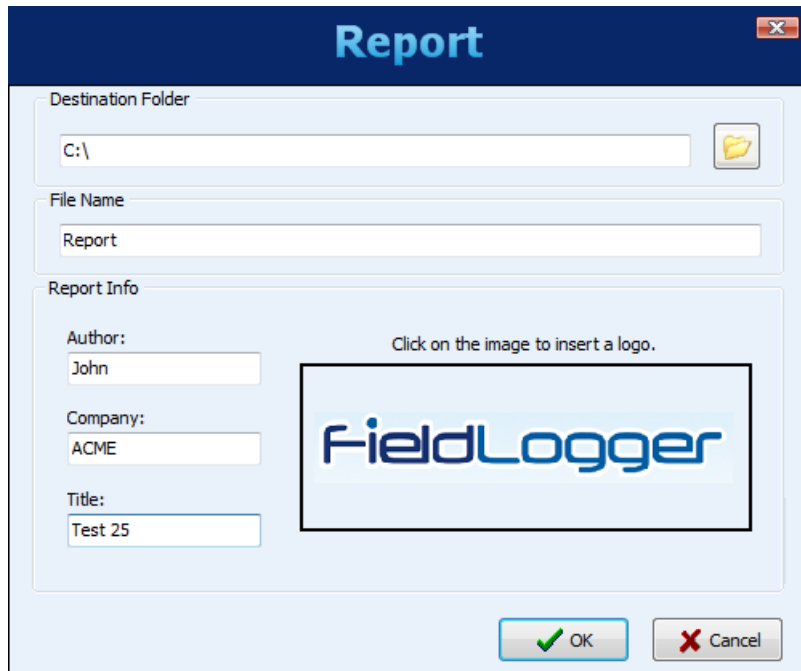 Report
Destination Folder
C:\
File Name
Report
Report Info
Author:
John
Company:
ACME
Title:
Test 25
Click on the image to insert a logo.
FieldLogger
OK
Cancel